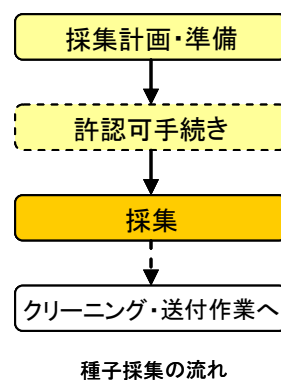 採集計画・準備
許認可手続き
採集
クリーニング・送付作業へ
種子採集の流れ